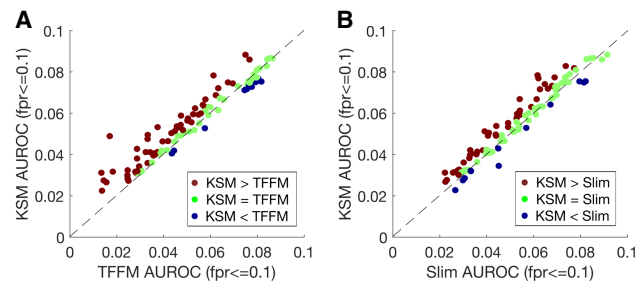 A
KSM AUROC (fpr<=0.1)
0.1
0.08
0.06
0.04
0.02
0
KSM > TFFM
KSM = TFFM
KSM < TFFM
0 0.02 0.04 0.06 0.08 0.1
TFFM AUROC (fpr<=0.1)
B
KSM AUROC (fpr<=0.1)
0.1
0.08
0.06
0.04
0.02
0
KSM > Slim
KSM = Slim
KSM < Slim
0 0.02 0.04 0.06 0.08 0.1
Slim AUROC (fpr<=0.1)